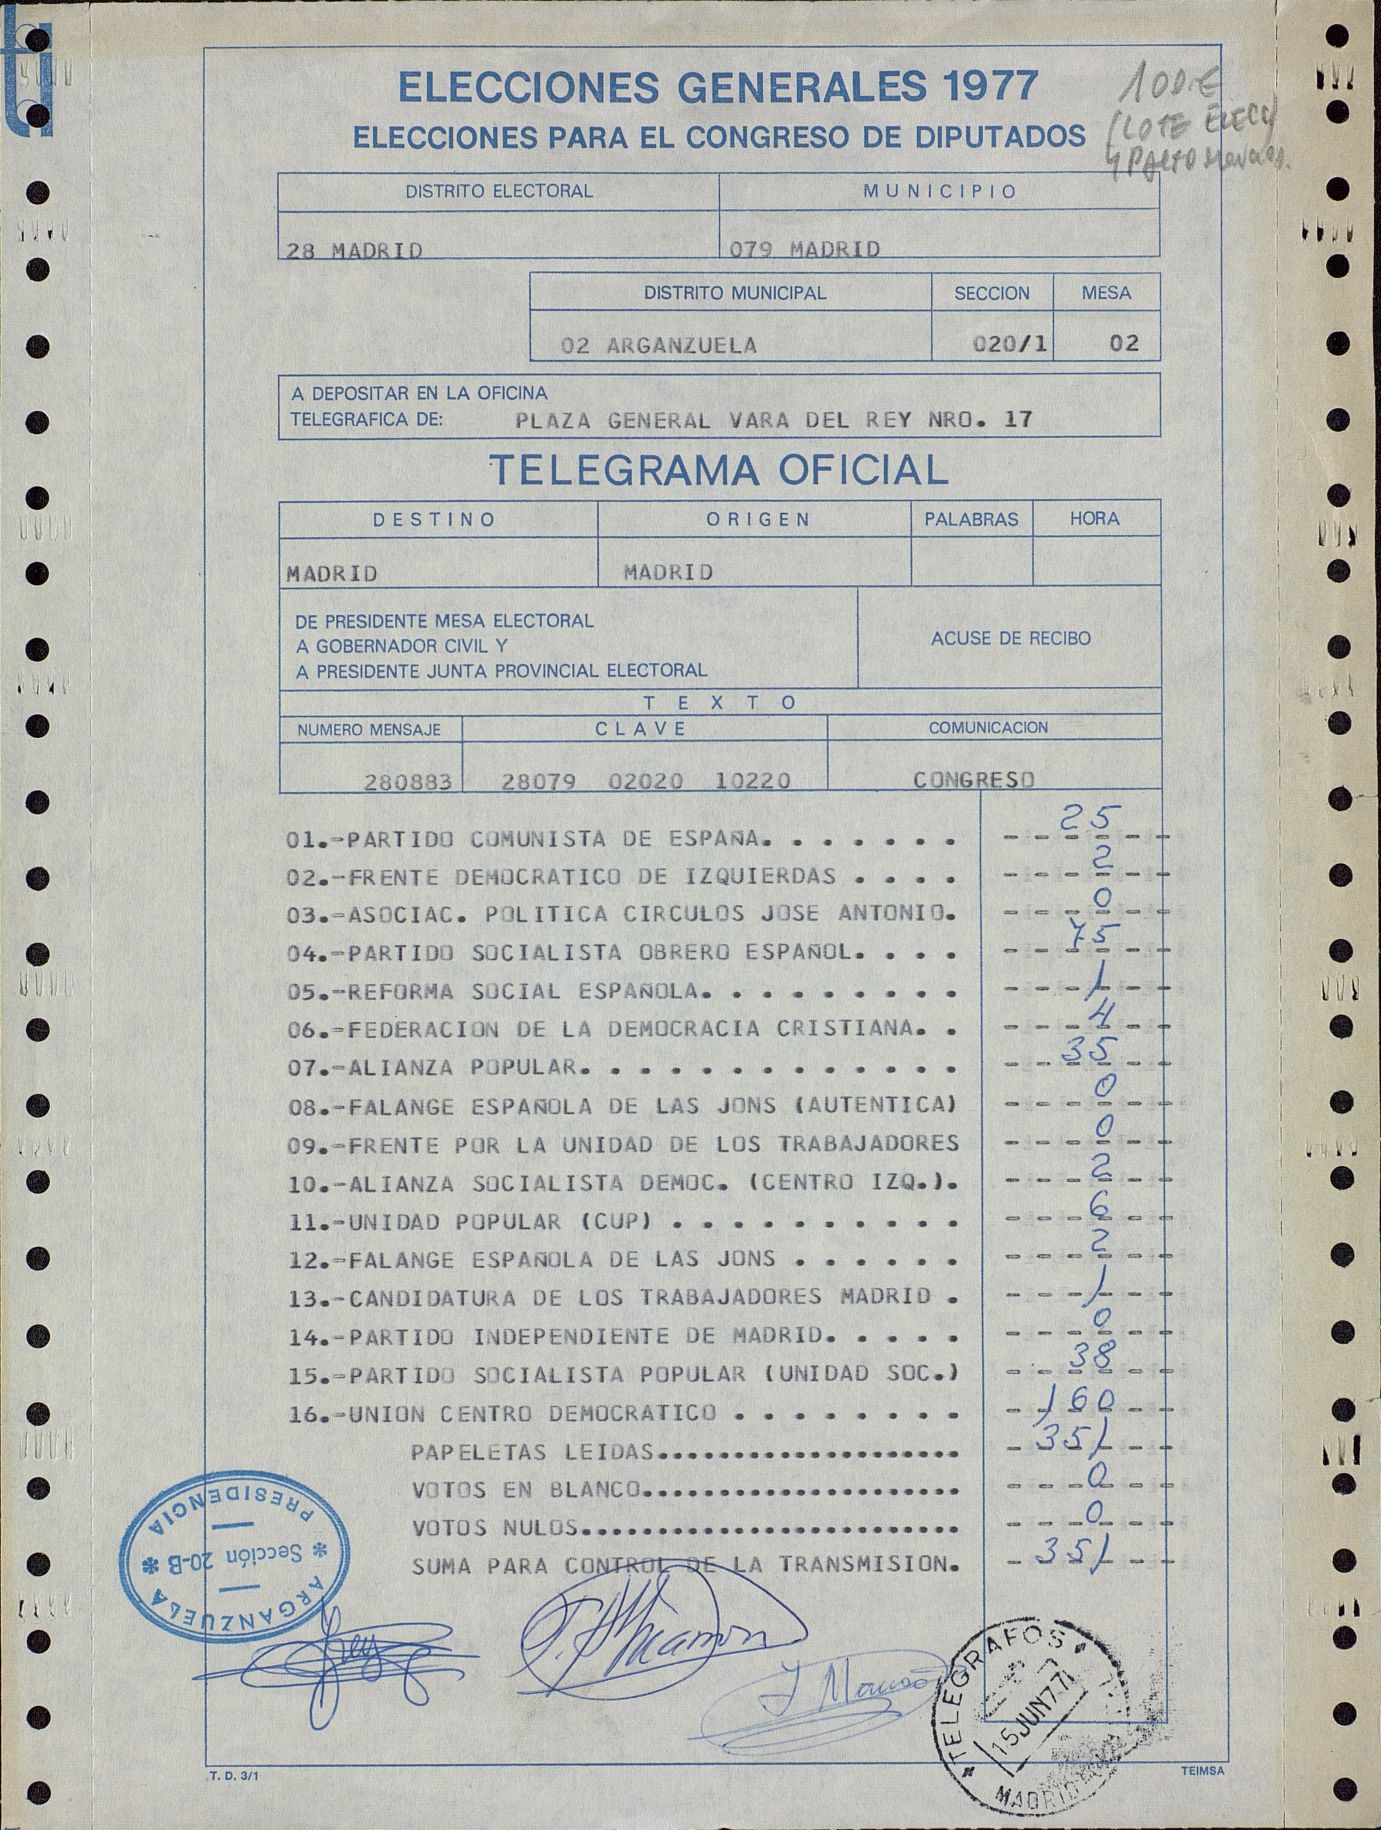 100 €
ELECCIONES GENERALES 1977
ELECCIONES PARA EL CONGRESO DE DIPUTADOS
(LOTE ELECC
DISTRITO ELECTORAL MUNICIPIO
28 MADRID 079 MADRID
DISTRITO MUNICIPAL SECCION MESA
02 ARGANZUELA 020/1 02
A DEPOSITAR EN LA OFICINA
TELEGRAFICA DE: PLAZA GENERAL VARA DEL REY NRO. 17
TELEGRAMA OFICIAL
DESTINO ORIGEN PALABRAS HORA
MADRID MADRID
DE PRESIDENTE MESA ELECTORAL
A GOBERNADOR CIVIL Y
A PRESIDENTE JUNTA PROVINCIAL ELECTORAL
ACUSE DE RECIBO
TEXTO
NUMERO MENSAJE CLAVE COMUNICACION
280883 28079 02020 10220 CONGRESO
01.-PARTIDO COMUNISTA DE ESPAÑA. . . . . . . 25
02.-FRENTE DEMOCRATICO DE IZQUIERDAS . . . . 2
03.-ASOCIAC. POLITICA CIRCULOS JOSE ANTONIO. 0
04.-PARTIDO SOCIALISTA OBRERO ESPAÑOL. . . . 75
05.-REFORMA SOCIAL ESPAÑOLA. . . . . . . . . 1
06.-FEDERACION DE LA DEMOCRACIA CRISTIANA. . 4
07.-ALIANZA POPULAR. . . . . . . . . . . . . 35
08.-FALANGE ESPAÑOLA DE LAS JONS (AUTENTICA) 0
09.-FRENTE POR LA UNIDAD DE LOS TRABAJADORES 0
10.-ALIANZA SOCIALISTA DEMOC. (CENTRO IZQ.). 2
11.-UNIDAD POPULAR (CUP) . . . . . . . . . . 6
12.-FALANGE ESPAÑOLA DE LAS JONS . . . . . . 2
13.-CANDIDATURA DE LOS TRABAJADORES MADRID . 1
14.-PARTIDO INDEPENDIENTE DE MADRID. . . . . 0
15.-PARTIDO SOCIALISTA POPULAR (UNIDAD SOC.) 38
16.-UNION CENTRO DEMOCRATICO . . . . . . . . 160
PAPELETAS LEIDAS.................... 351
VOTOS EN BLANCO..................... 0
VOTOS NULOS......................... 0
SUMA PARA CONTROL DE LA TRANSMISION. 351
ARGANZUELA
Sección 20-B
PRESIDENCIA
TELEGRAFOS
15 JUN 77
MADRID
T. D. 3/1
TEIMSA